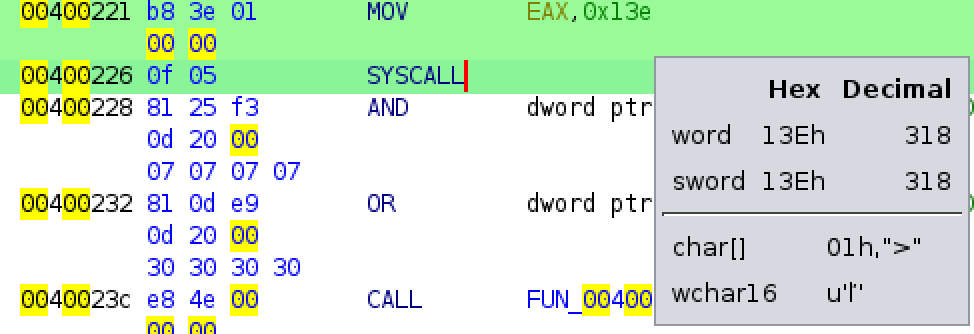 00400221 b8 3e 01 MOV EAX,0x13e
00 00
00400226 0f 05 SYSCALL
00400228 81 25 f3 AND dword ptr
0d 20 00
07 07 07 07
00400232 81 0d e9 OR dword ptr
0d 20 00
30 30 30 30
0040023c e8 4e 00 CALL FUN_00400
00 00
Hex Decimal
word 13Eh 318
sword 13Eh 318
char[] 01h,">"